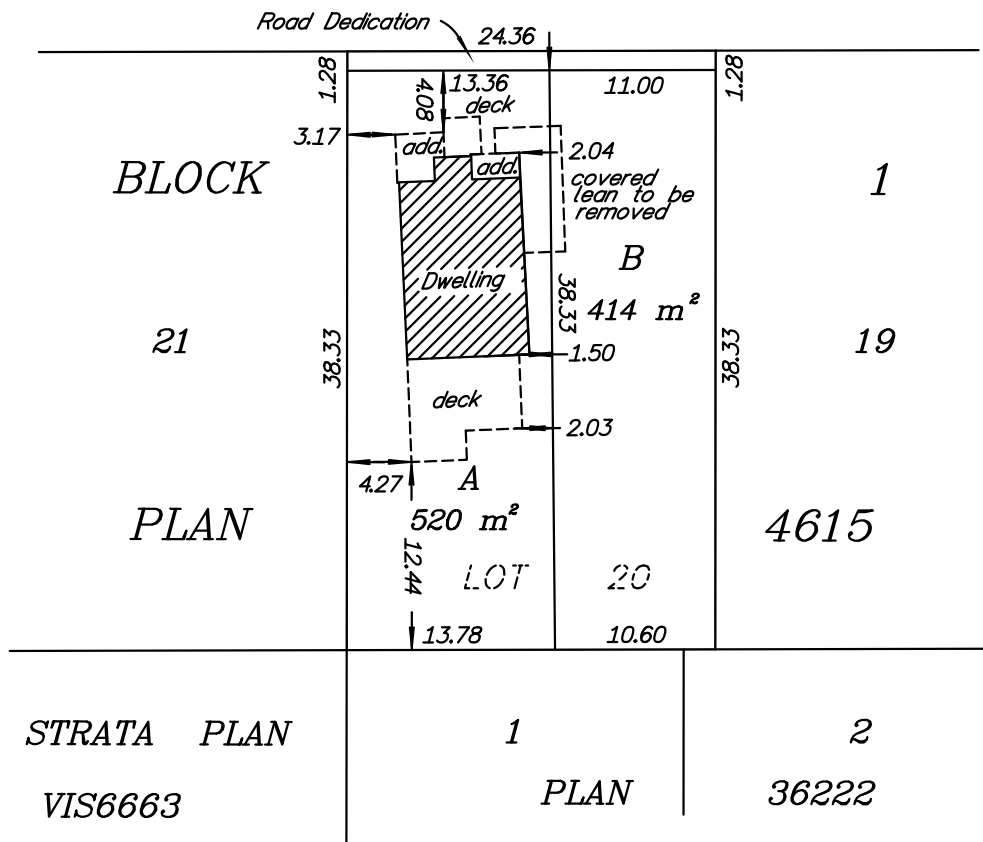 Road Dedication
24.36
1.28
13.36
11.00
1.28
4.08
deck
3.17
add.
add.
2.04
BLOCK
covered
lean to be
removed
1
B
Dwelling
38.33
414 m²
21
38.33
38.33
19
1.50
deck
2.03
4.27
A
PLAN
520 m²
4615
12.44
LOT 20
13.78
10.60
STRATA PLAN
1
2
VIS6663
PLAN
36222